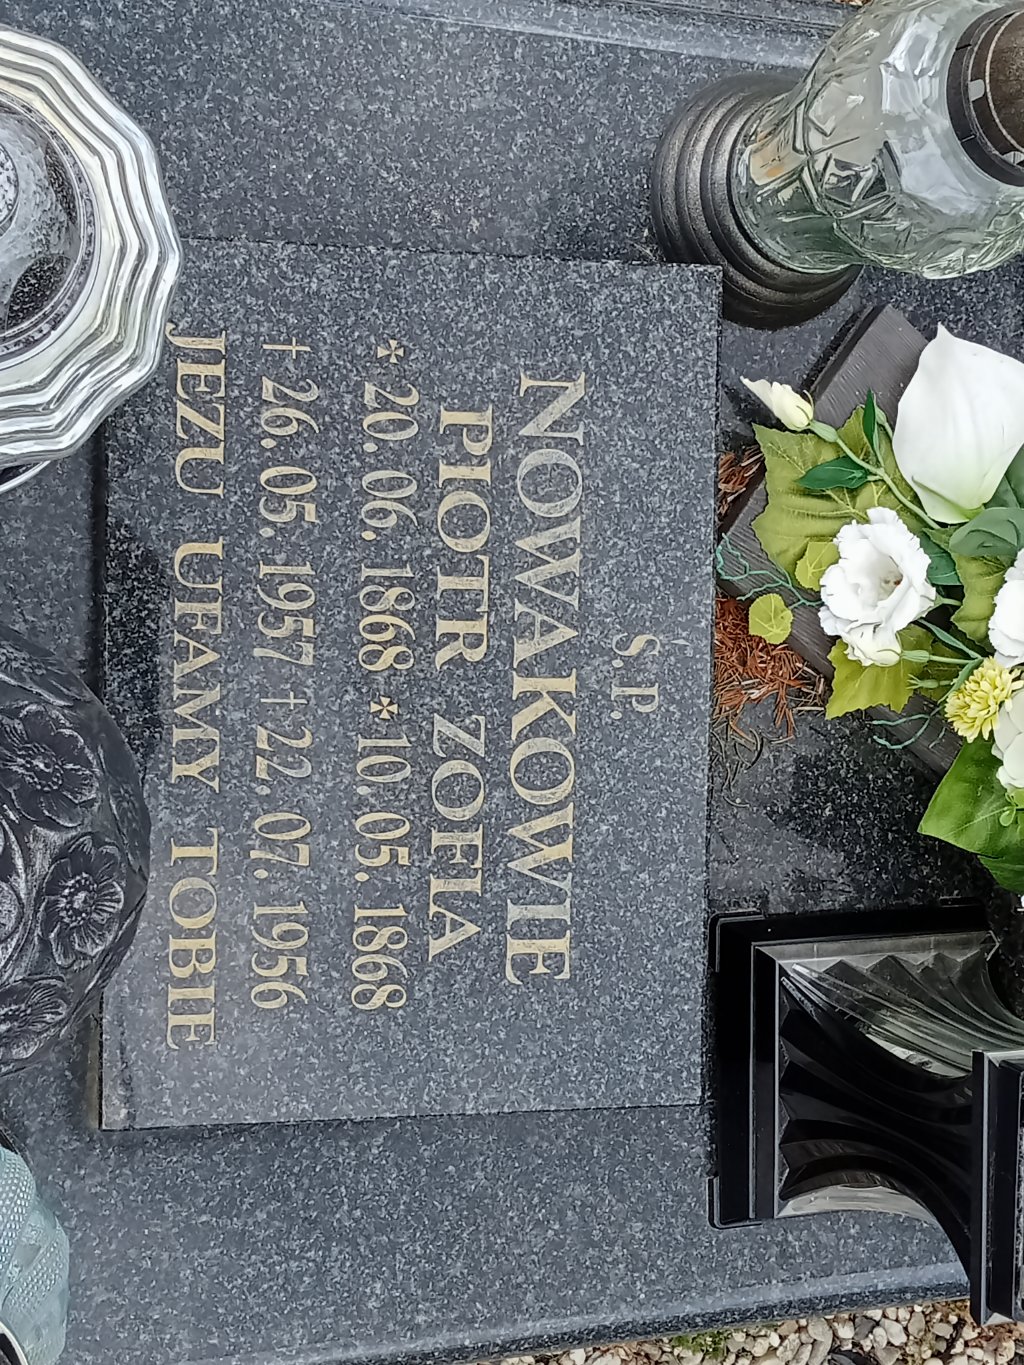 Ś.P.
NOWAKOWIE
PIOTR ZOFIA
* 20.06.1868 * 10.05.1868
† 26.05.1957 † 22.07.1956
JEZU UFAMY TOBIE